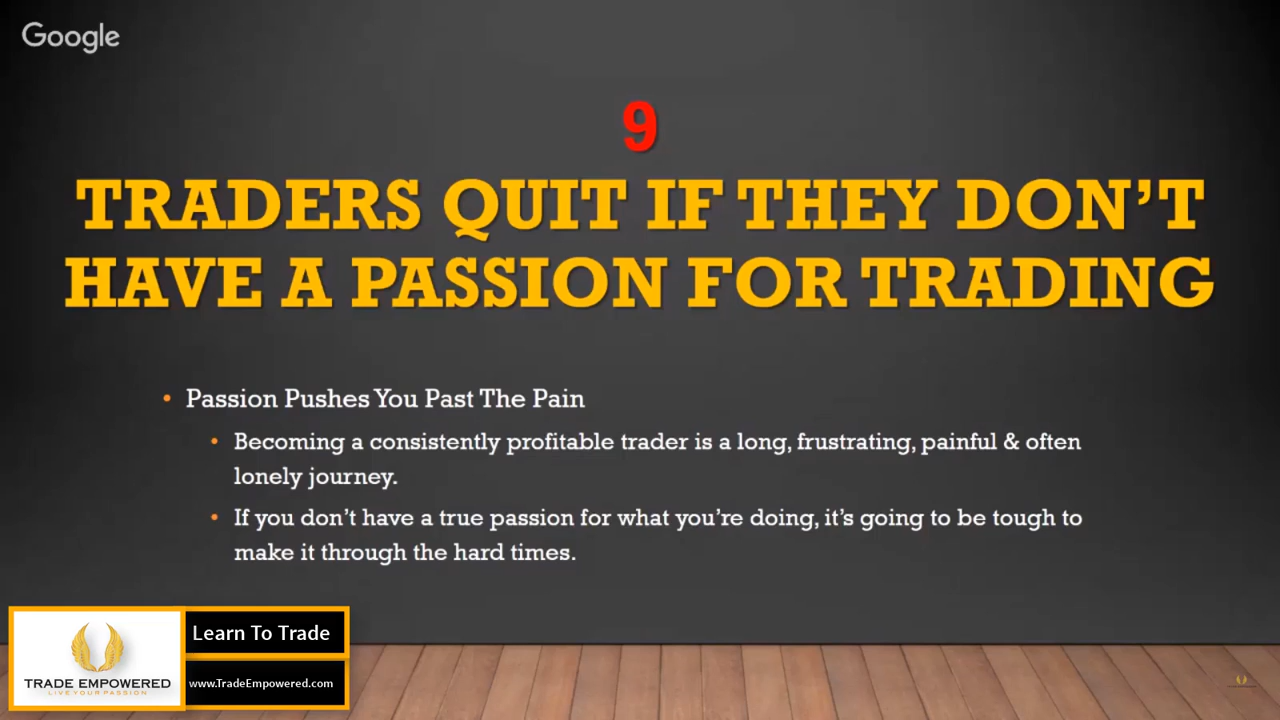 Google
9
TRADERS QUIT IF THEY DON'T
HAVE A PASSION FOR TRADING
• Passion Pushes You Past The Pain
• Becoming a consistently profitable trader is a long, frustrating, painful & often
lonely journey.
• If you don't have a true passion for what you're doing, it's going to be tough to
make it through the hard times.
Learn To Trade
TRADE EMPOWERED
LIVE YOUR PASSION
www.TradeEmpowered.com